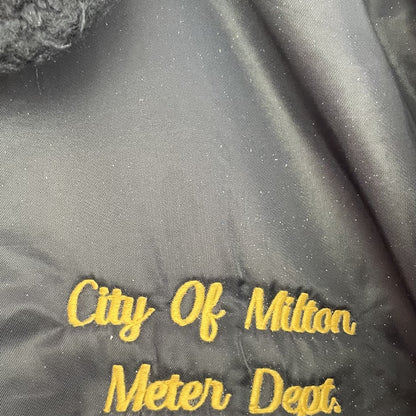 City Of Milton
Meter Dept.